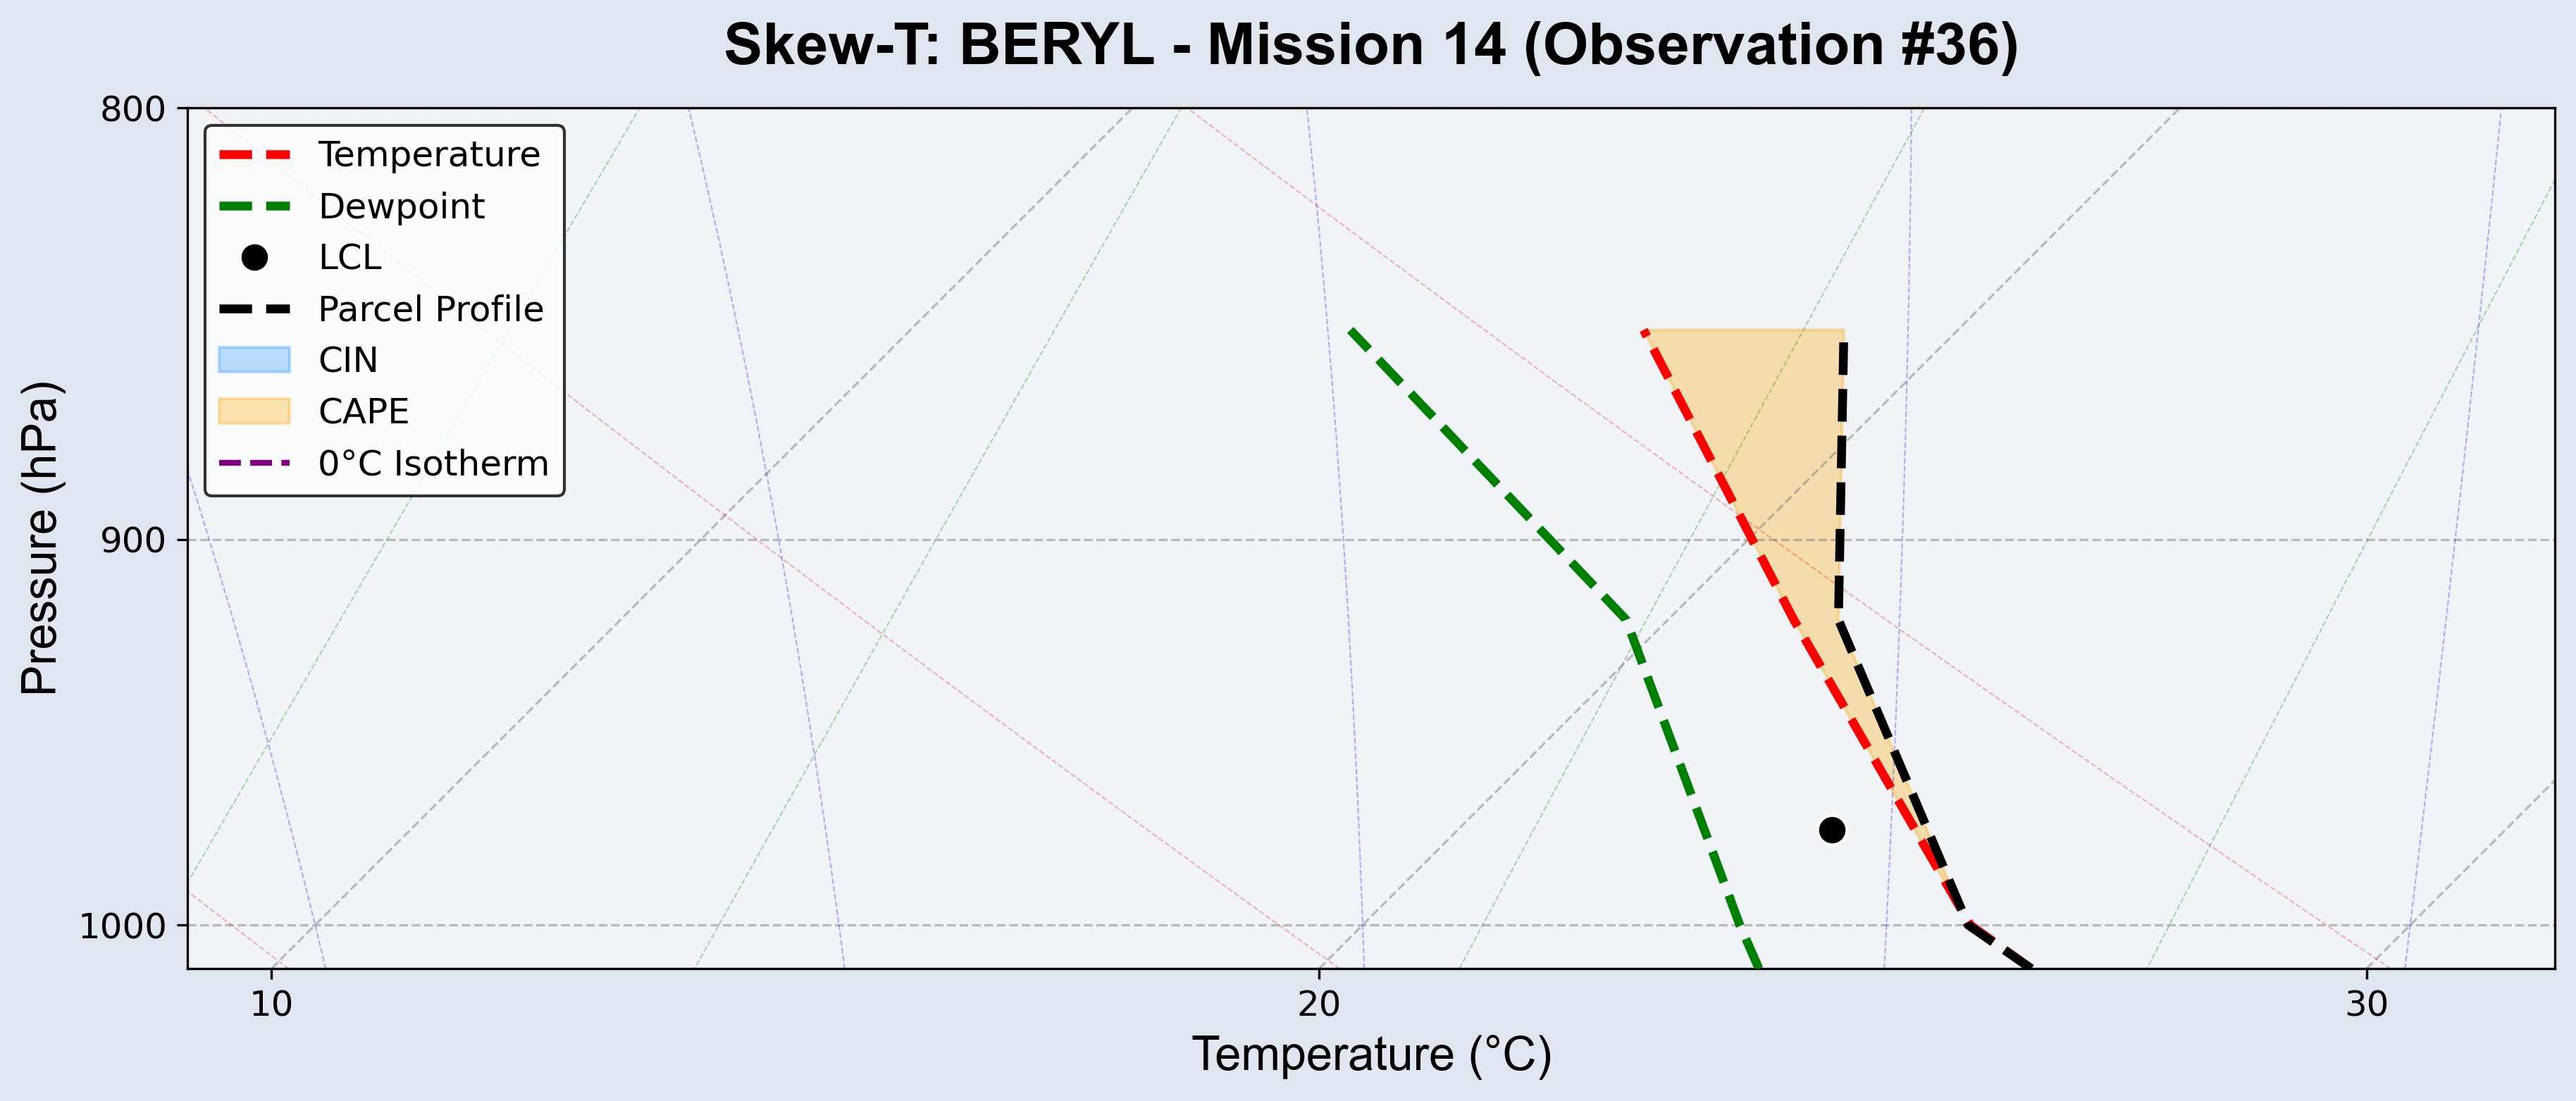 Skew-T: BERYL - Mission 14 (Observation #36)
800
900
1000
Pressure (hPa)
Temperature
Dewpoint
LCL
Parcel Profile
CIN
CAPE
0°C Isotherm
10
20
30
Temperature (°C)